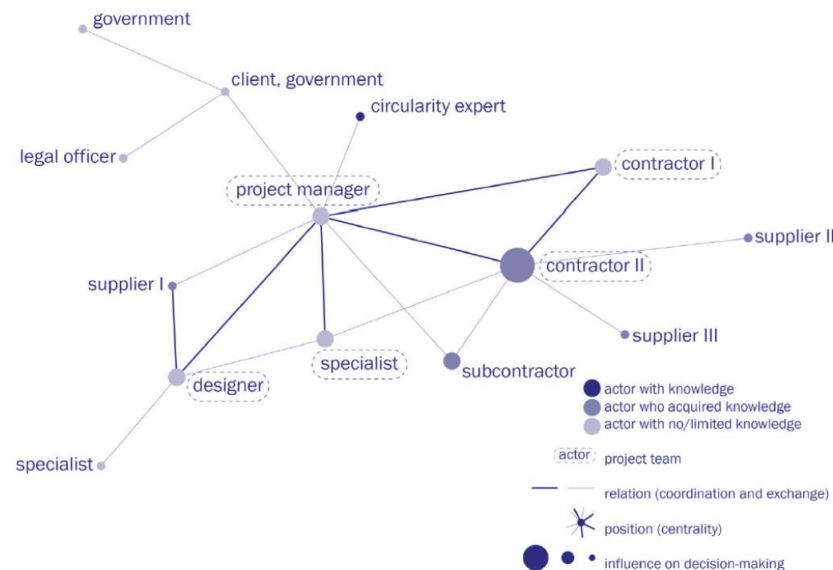 government
client, government
circularity expert
legal officer
contractor I
project manager
supplier II
contractor II
supplier I
supplier III
specialist
subcontractor
designer
actor with knowledge
actor who acquired knowledge
actor with no/limited knowledge
actor project team
specialist
relation (coordination and exchange)
position (centrality)
influence on decision-making